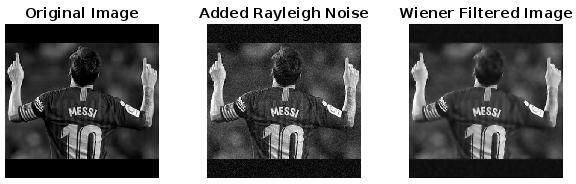 Original Image
Added Rayleigh Noise
Wiener Filtered Image
MESSI
10
MESSI
10
MESSI
10